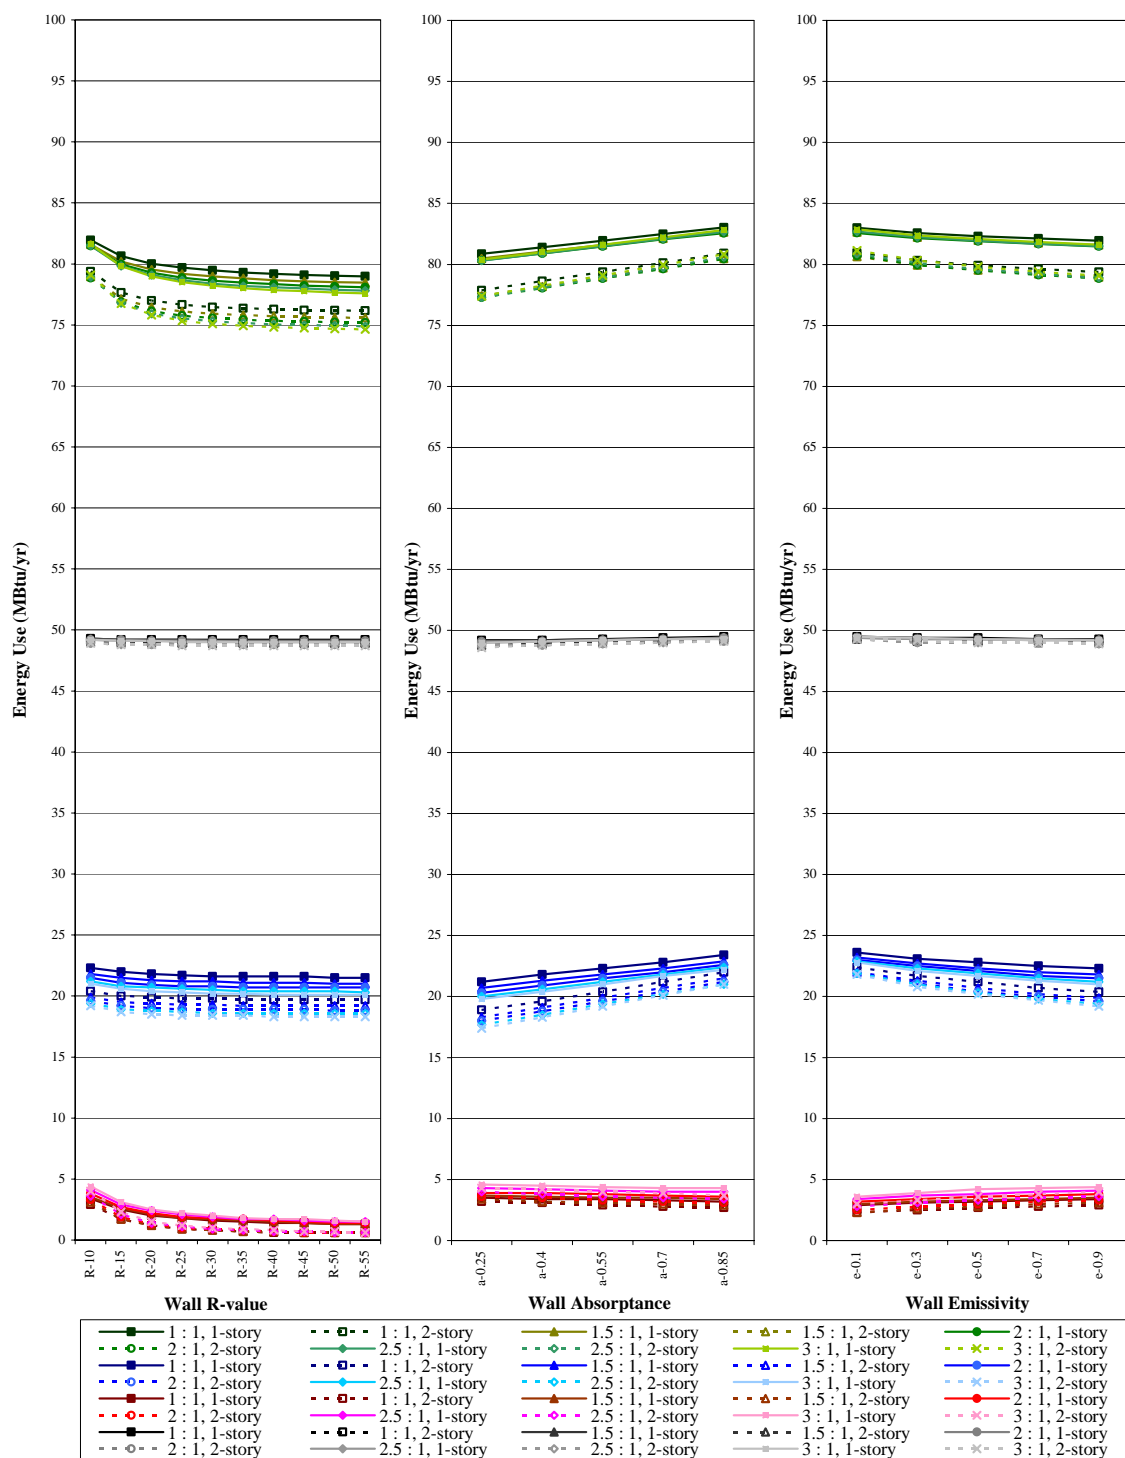 100 95 90 85 80 75 70 65 60 55 50 45 40 35 30 25 20 15 10 5 0
Energy Use (MBtu/yr)
R-10 R-15 R-20 R-25 R-30 R-35 R-40 R-45 R-50 R-55
Wall R-value
100 95 90 85 80 75 70 65 60 55 50 45 40 35 30 25 20 15 10 5 0
Energy Use (MBtu/yr)
a-0.25 a-0.4 a-0.55 a-0.7 a-0.85
Wall Absorptance
100 95 90 85 80 75 70 65 60 55 50 45 40 35 30 25 20 15 10 5 0
Energy Use (MBtu/yr)
e-0.1 e-0.3 e-0.5 e-0.7 e-0.9
Wall Emissivity
1 : 1, 1-story 1 : 1, 2-story 1.5 : 1, 1-story 1.5 : 1, 2-story 2 : 1, 1-story
2 : 1, 2-story 2.5 : 1, 1-story 2.5 : 1, 2-story 3 : 1, 1-story 3 : 1, 2-story
1 : 1, 1-story 1 : 1, 2-story 1.5 : 1, 1-story 1.5 : 1, 2-story 2 : 1, 1-story
2 : 1, 2-story 2.5 : 1, 1-story 2.5 : 1, 2-story 3 : 1, 1-story 3 : 1, 2-story
1 : 1, 1-story 1 : 1, 2-story 1.5 : 1, 1-story 1.5 : 1, 2-story 2 : 1, 1-story
2 : 1, 2-story 2.5 : 1, 1-story 2.5 : 1, 2-story 3 : 1, 1-story 3 : 1, 2-story
1 : 1, 1-story 1 : 1, 2-story 1.5 : 1, 1-story 1.5 : 1, 2-story 2 : 1, 1-story
2 : 1, 2-story 2.5 : 1, 1-story 2.5 : 1, 2-story 3 : 1, 1-story 3 : 1, 2-story